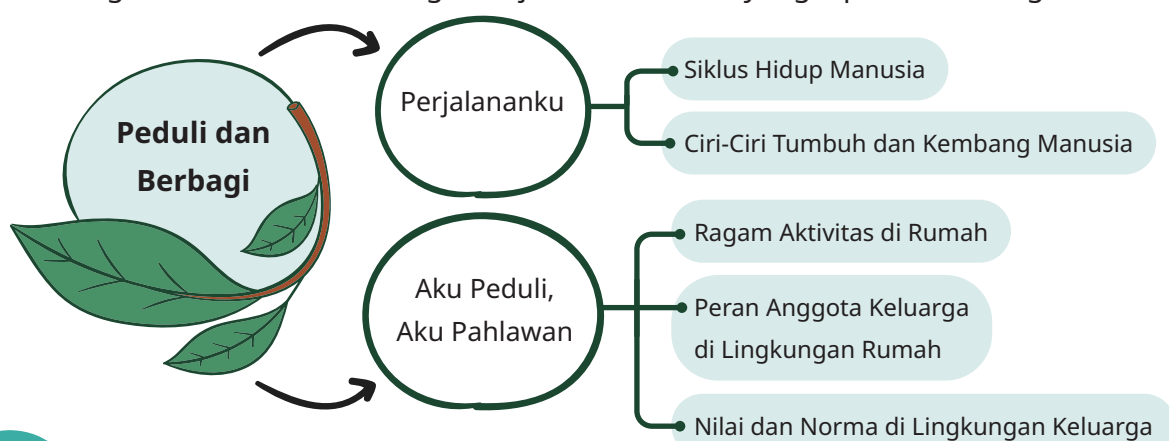 Peduli dan
Berbagi
Perjalananku
Siklus Hidup Manusia
Ciri-Ciri Tumbuh dan Kembang Manusia
Aku Peduli,
Aku Pahlawan
Ragam Aktivitas di Rumah
Peran Anggota Keluarga
di Lingkungan Rumah
Nilai dan Norma di Lingkungan Keluarga